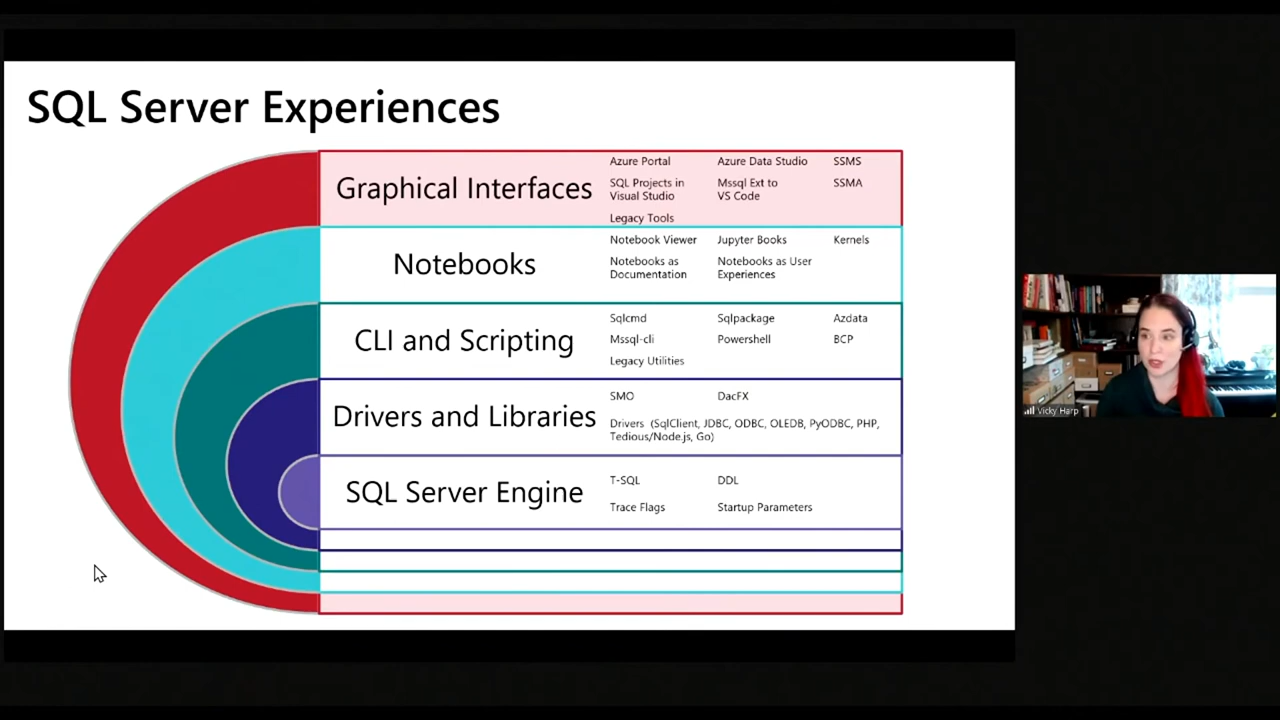 SQL Server Experiences
Graphical Interfaces
Azure Portal
Azure Data Studio
SSMS
SQL Projects in
Visual Studio
Mssql Ext to
VS Code
SSMA
Legacy Tools
Notebooks
Notebook Viewer
Jupyter Books
Kernels
Notebooks as
Documentation
Notebooks as User
Experiences
CLI and Scripting
Sqlcmd
Sqlpackage
Azdata
Mssql-cli
Powershell
BCP
Legacy Utilities
Drivers and Libraries
SMO
DacFX
Drivers (SqlClient, JDBC, ODBC, OLEDB, PyODBC, PHP,
Tedious/Node.js, Go)
SQL Server Engine
T-SQL
DDL
Trace Flags
Startup Parameters
Vicky Harp